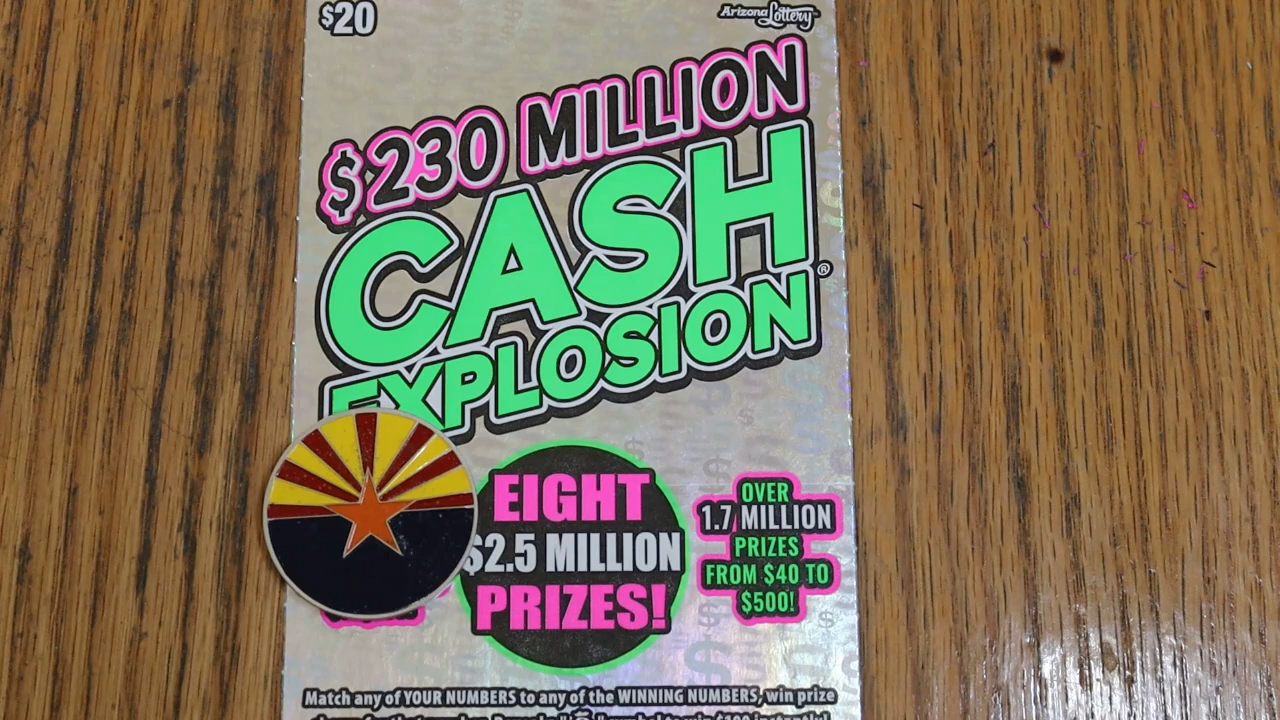 $20
Arizona Lottery
$230 MILLION
CASH
EXPLOSION®
EIGHT
$2.5 MILLION
PRIZES!
OVER
1.7 MILLION
PRIZES
FROM $40 TO
$500!
Match any of YOUR NUMBERS to any of the WINNING NUMBERS, win prize